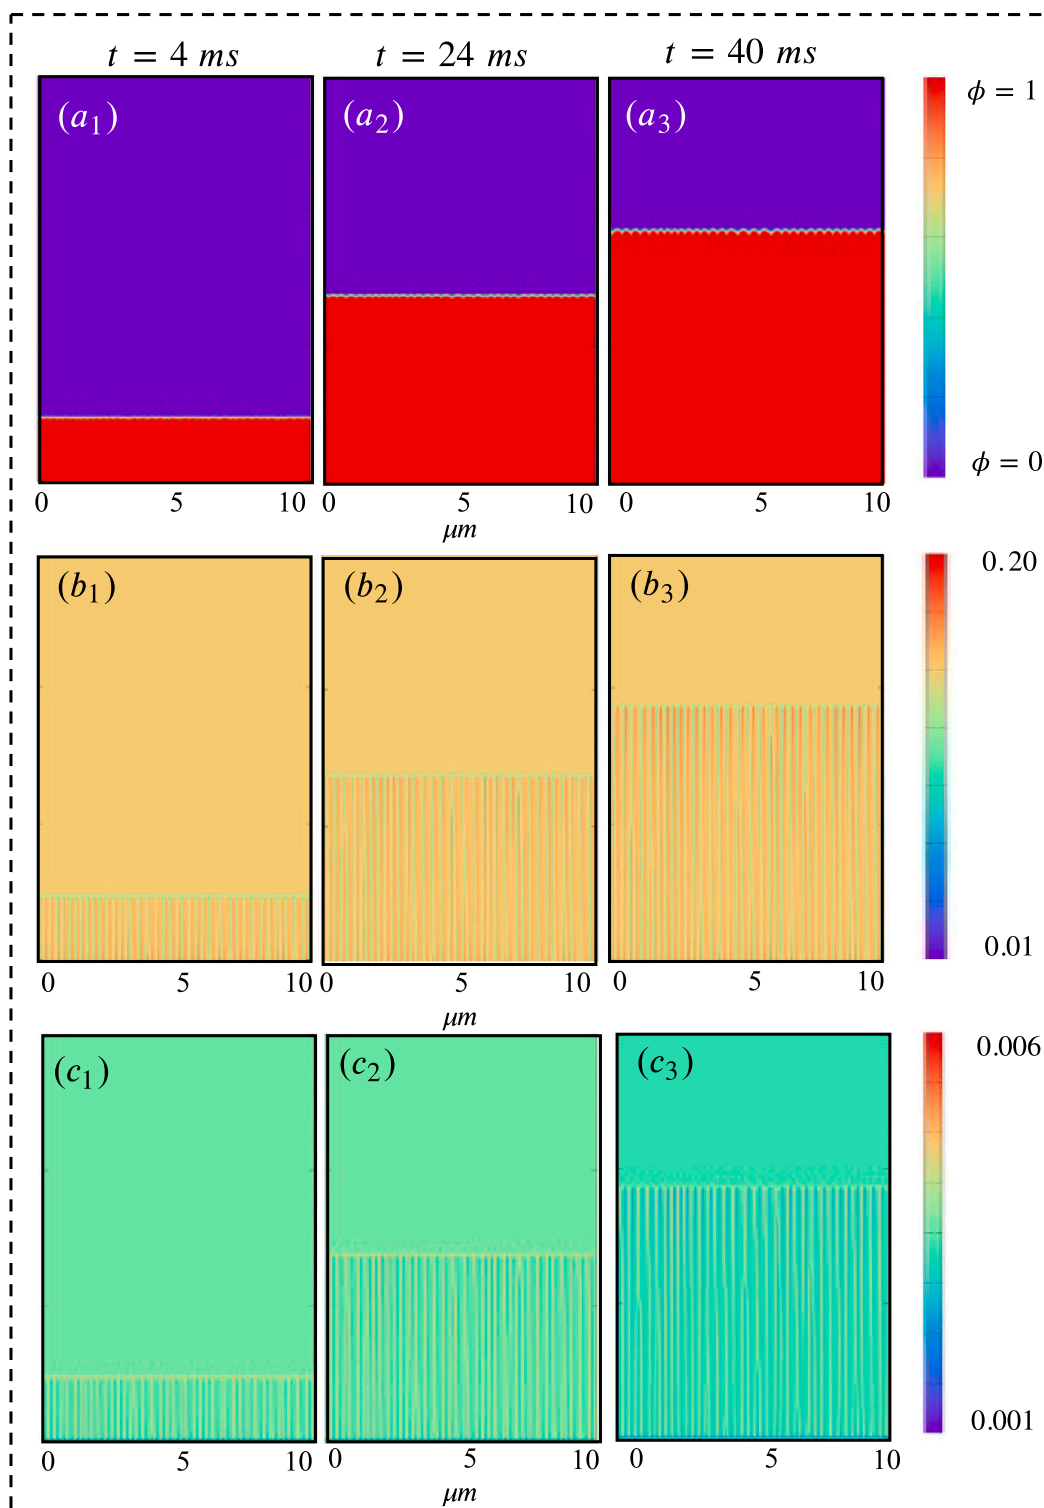 t = 4 ms t = 24 ms t = 40 ms
(a₁) (a₂) (a₃) ϕ = 1
ϕ = 0
0 5 10 0 5 10 0 5 10
μm
(b₁) (b₂) (b₃) 0.20
0.01
0 5 10 0 5 10 0 5 10
μm
(c₁) (c₂) (c₃) 0.006
0.001
0 5 10 0 5 10 0 5 10
μm